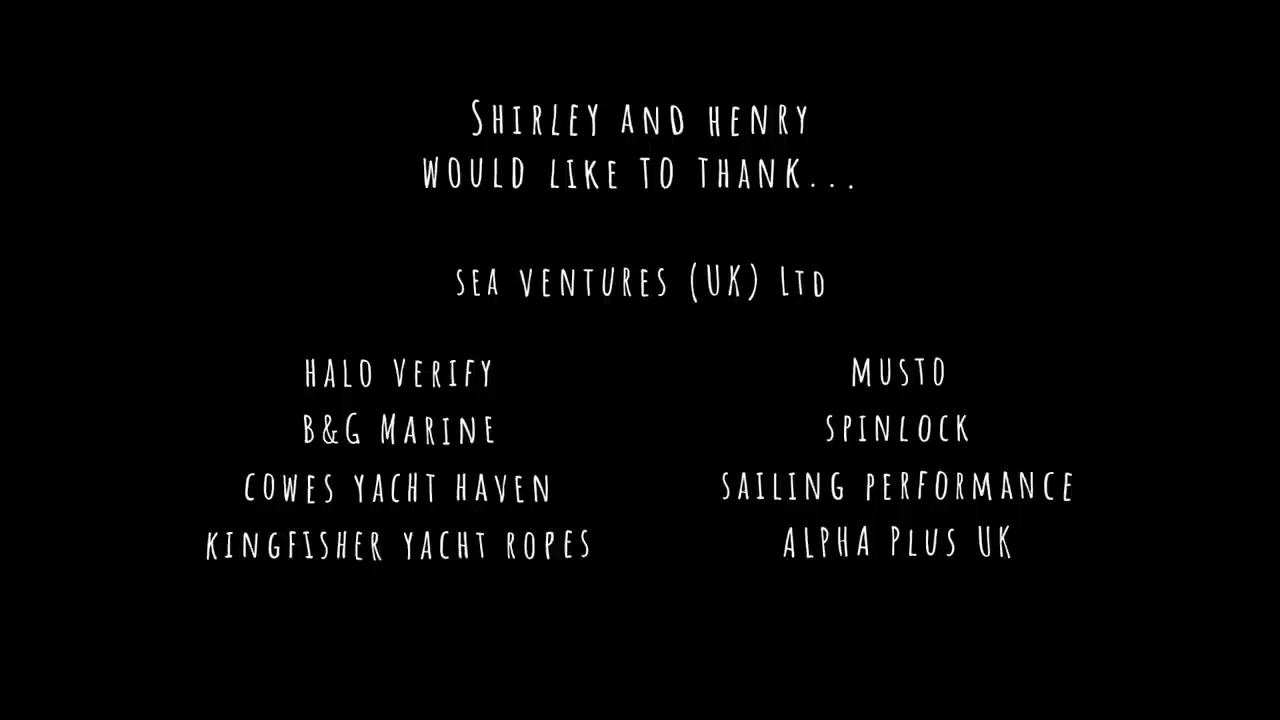 Shirley and Henry
would like to thank...
Sea Ventures (UK) Ltd
Halo Verify
B&G Marine
Cowes Yacht Haven
Kingfisher Yacht Ropes
Musto
Spinlock
Sailing Performance
Alpha Plus UK